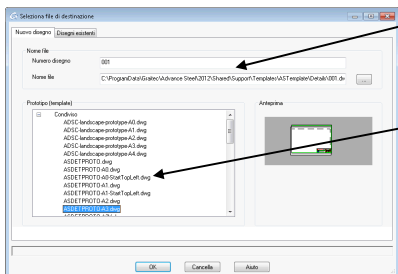 Seleziona file di destinazione
Nuovo disegno Disegni esistenti
Nome file
Numero disegno 001
Nome file C:\ProgramData\Graitec\Advance Steel\2012\Shared\Support\Templates\ASTemplate\Details\001.dw
...
Prototipo (template) Anteprima
Condiviso
ADSC-landscape-prototype-A0.dwg
ADSC-landscape-prototype-A1.dwg
ADSC-landscape-prototype-A2.dwg
ADSC-landscape-prototype-A3.dwg
ADSC-landscape-prototype-A4.dwg
ASDETPROTO.dwg
ASDETPROTO-A0.dwg
ASDETPROTO-A0-StartTopLeft.dwg
ASDETPROTO-A1.dwg
ASDETPROTO-A1-StartTopLeft.dwg
ASDETPROTO-A2.dwg
ASDETPROTO-A3.dwg
OK Cancella Aiuto